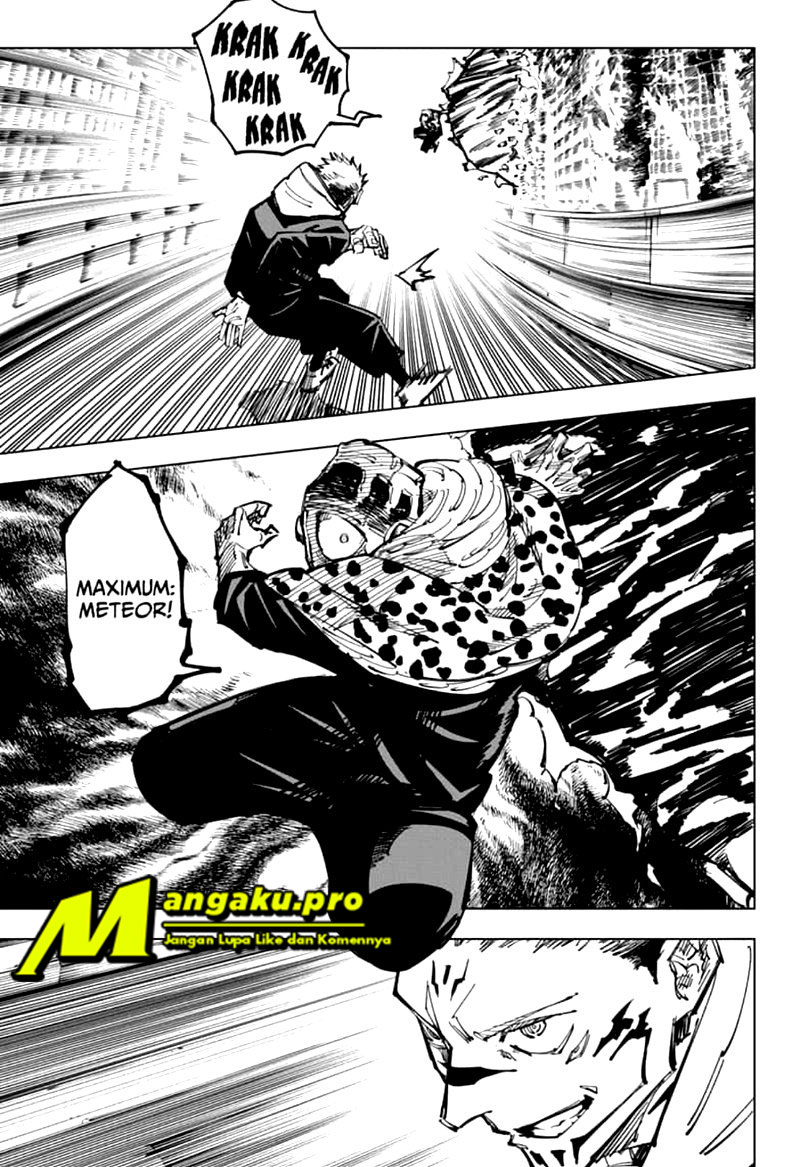 KRAK KRAK
KRAK
KRAK
MAXIMUM:
METEOR!
Mangaku.pro
Jangan Lupa Like dan Komennya